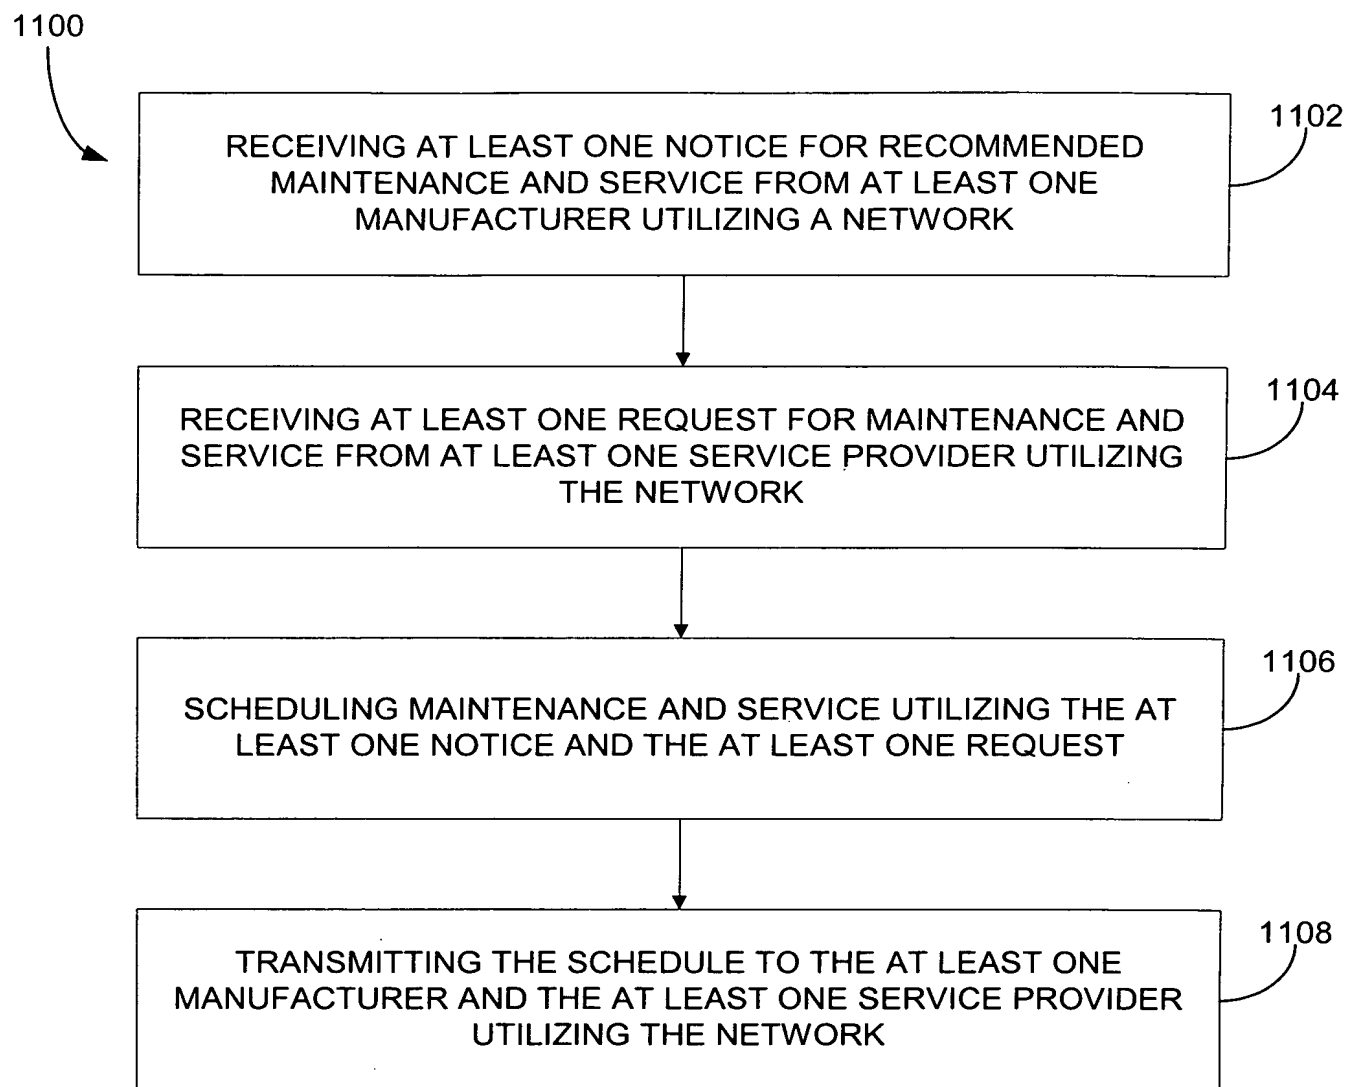 1100
1102
RECEIVING AT LEAST ONE NOTICE FOR RECOMMENDED
MAINTENANCE AND SERVICE FROM AT LEAST ONE
MANUFACTURER UTILIZING A NETWORK
1104
RECEIVING AT LEAST ONE REQUEST FOR MAINTENANCE AND
SERVICE FROM AT LEAST ONE SERVICE PROVIDER UTILIZING
THE NETWORK
1106
SCHEDULING MAINTENANCE AND SERVICE UTILIZING THE AT
LEAST ONE NOTICE AND THE AT LEAST ONE REQUEST
1108
TRANSMITTING THE SCHEDULE TO THE AT LEAST ONE
MANUFACTURER AND THE AT LEAST ONE SERVICE PROVIDER
UTILIZING THE NETWORK